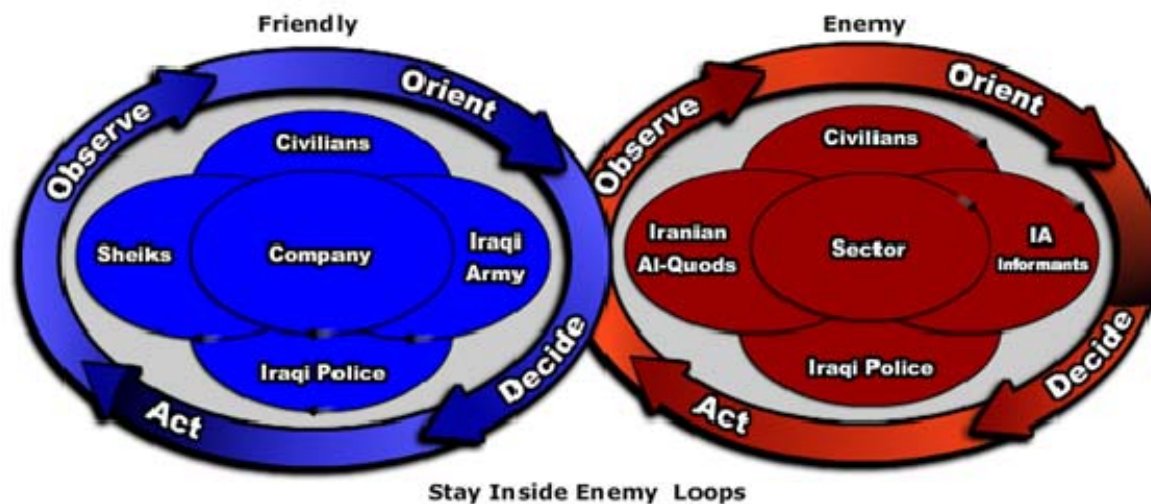 Friendly
Enemy
Observe
Orient
Decide
Act
Civilians
Sheiks
Company
Iraqi
Army
Iraqi Police
Observe
Orient
Decide
Act
Civilians
Iranian
Al-Quods
Sector
IA
Informants
Iraqi Police
Stay Inside Enemy Loops